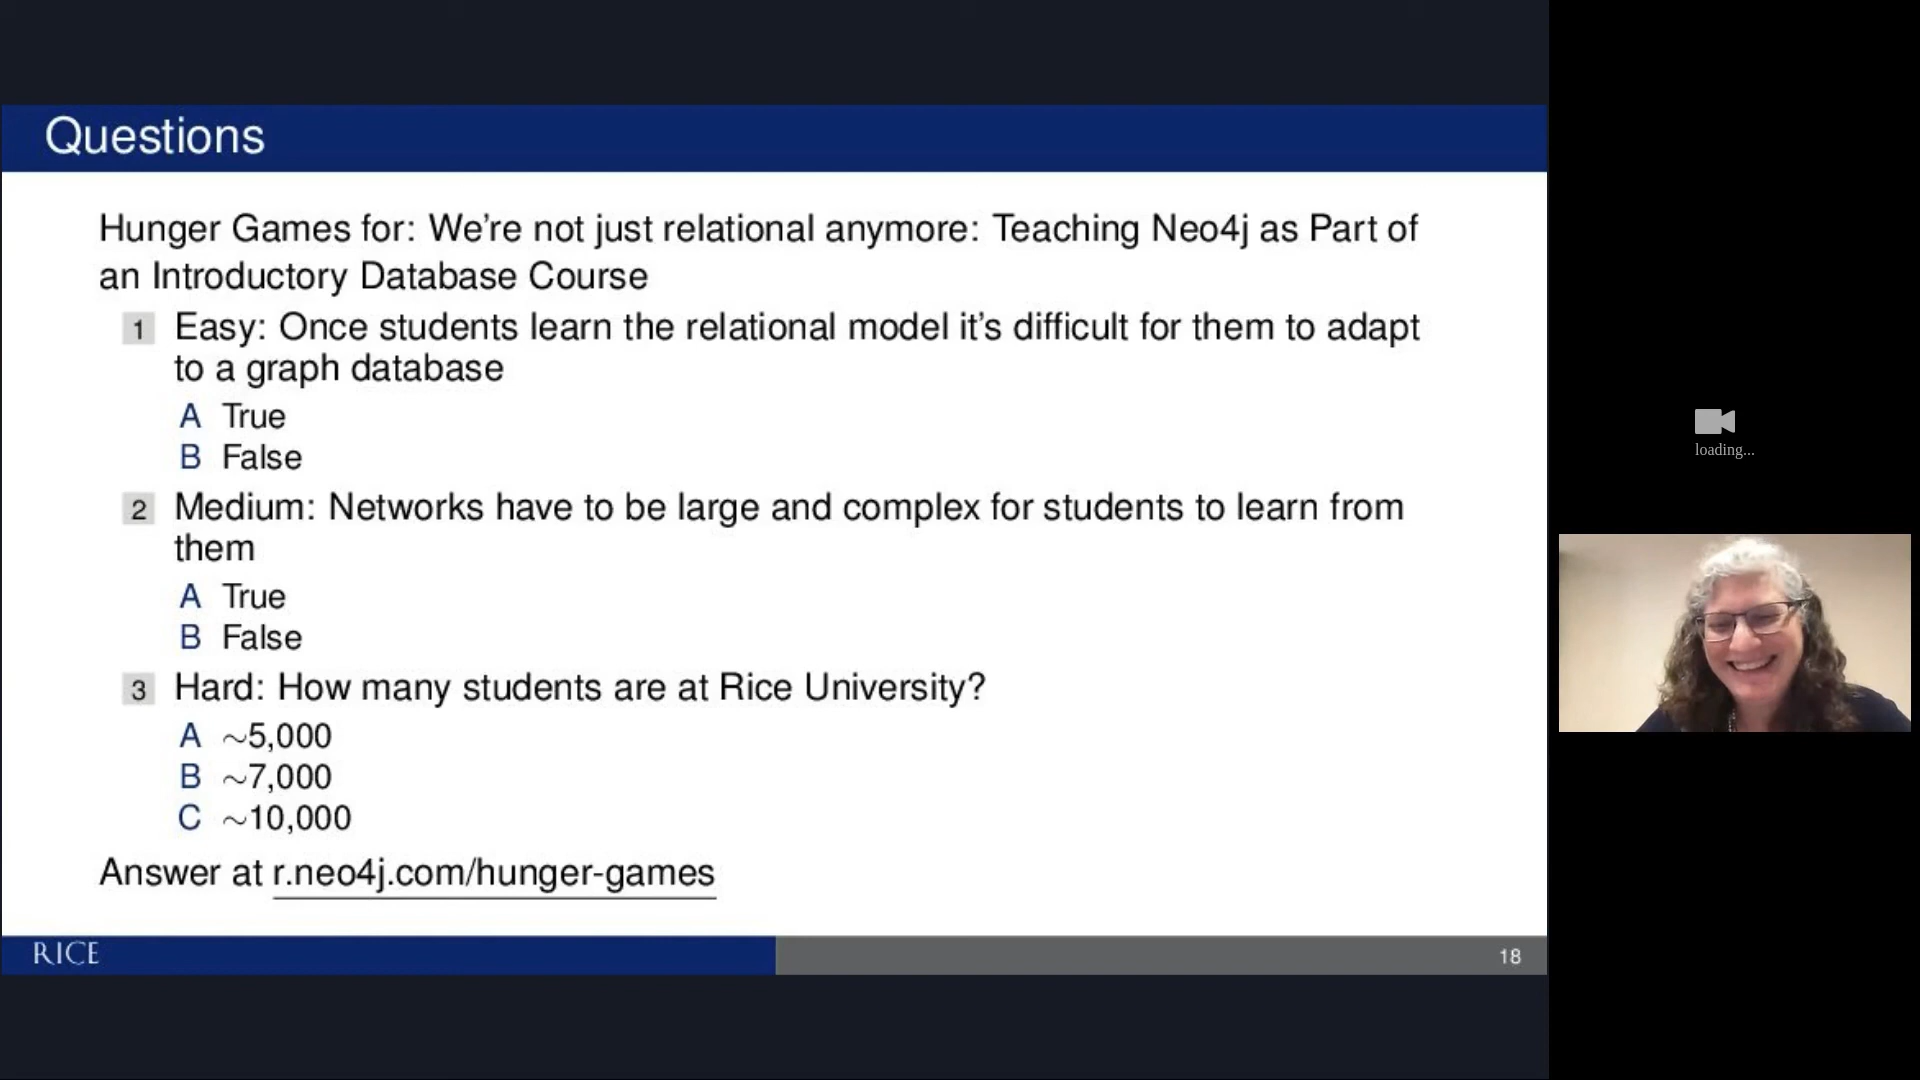 Questions
Hunger Games for: We're not just relational anymore: Teaching Neo4j as Part of
an Introductory Database Course
1 Easy: Once students learn the relational model it's difficult for them to adapt
to a graph database
A True
B False
2 Medium: Networks have to be large and complex for students to learn from
them
A True
B False
3 Hard: How many students are at Rice University?
A ~5,000
B ~7,000
C ~10,000
Answer at r.neo4j.com/hunger-games
RICE
18
loading...